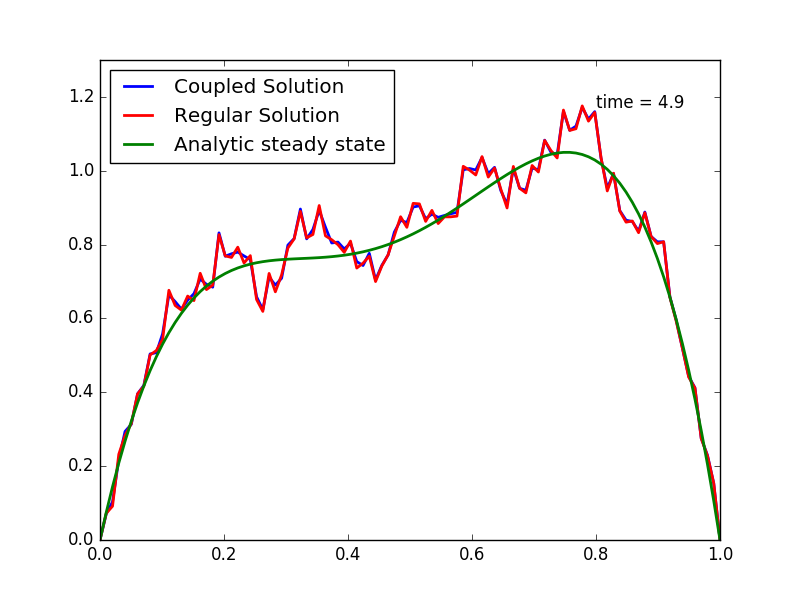 Coupled Solution
Regular Solution
Analytic steady state
time = 4.9
1.2
1.0
0.8
0.6
0.4
0.2
0.0
0.0 0.2 0.4 0.6 0.8 1.0